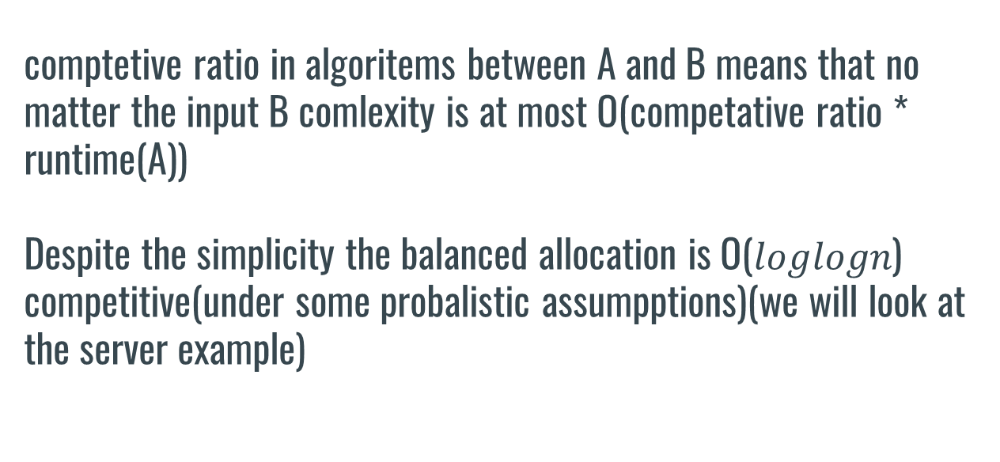 comptetive ratio in algoritems between A and B means that no
matter the input B comlexity is at most O(competative ratio *
runtime(A))
Despite the simplicity the balanced allocation is O(loglogn)
competitive(under some probalistic assumpptions)(we will look at
the server example)